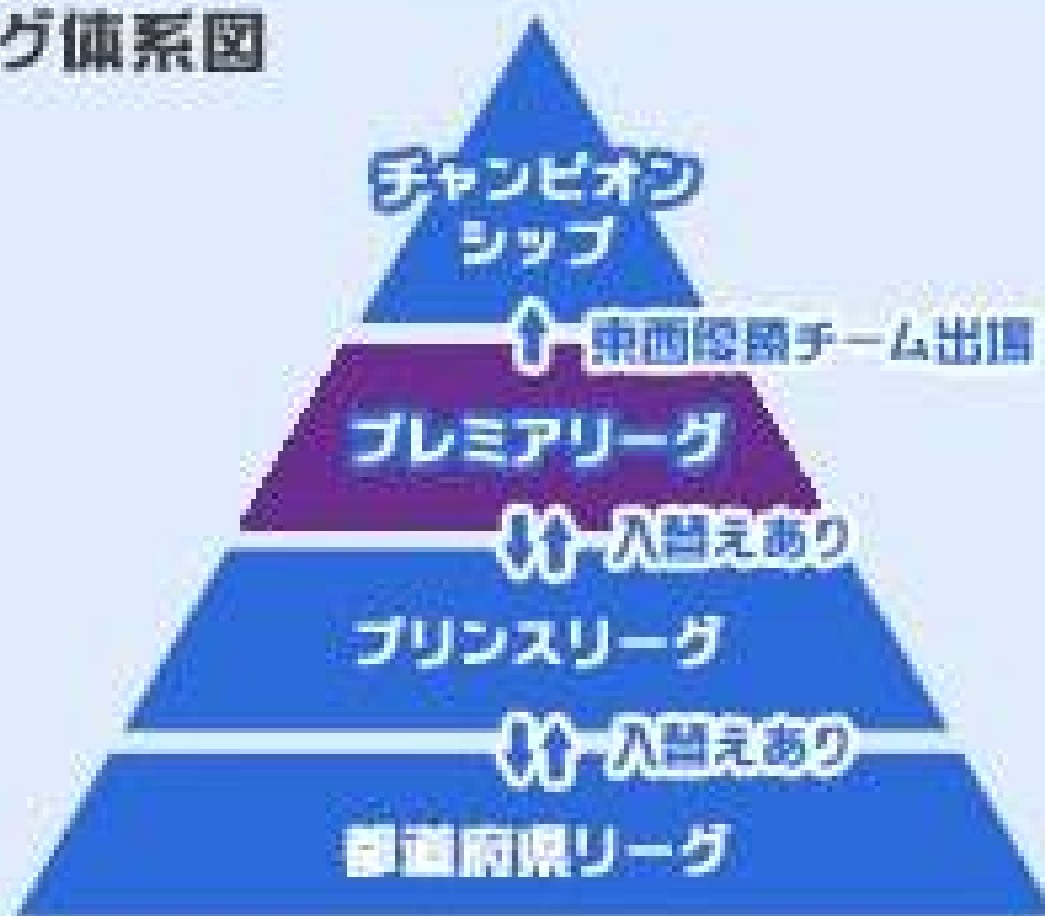 グ体系図
チャンピオン
シップ
東西優勝チーム出場
プレミアリーグ
入替えあり
プリンスリーグ
入替えあり
都道府県リーグ